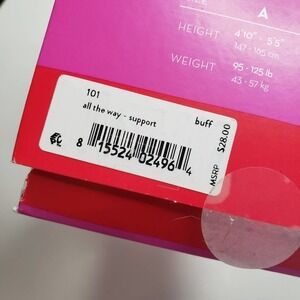 A
HEIGHT 4'10" - 5'5"
147 - 165 cm
WEIGHT 95 - 125 lb
43 - 57 kg
101
all the way - support buff
8 15524 02496 4
MSRP $28.00